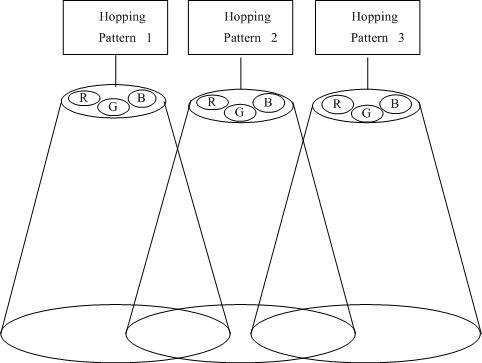 Hopping
Pattern 1
Hopping
Pattern 2
Hopping
Pattern 3
R G B
R G B
R G B